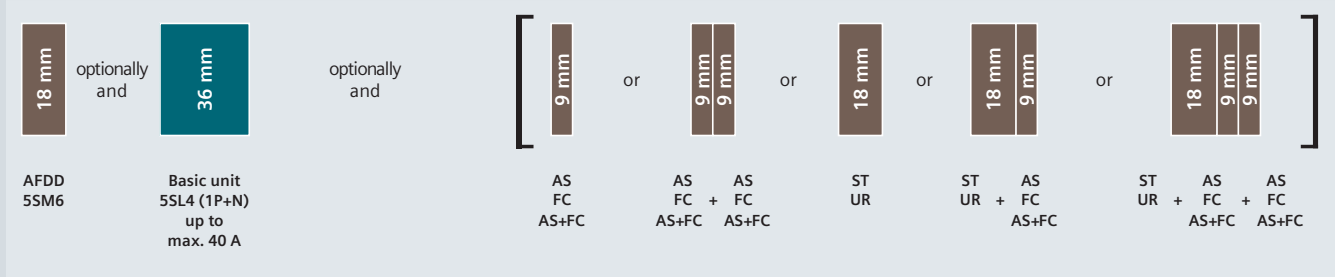 18 mm
optionally
and
36 mm
optionally
and
9 mm
or
9 mm
9 mm
or
18 mm
or
18 mm
9 mm
or
18 mm
9 mm
9 mm
AFDD
5SM6
Basic unit
5SL4 (1P+N)
up to
max. 40 A
AS
FC
AS+FC
AS AS
FC + FC
AS+FC AS+FC
ST
UR
ST AS
UR + FC
AS+FC
ST AS AS
UR + FC + FC
AS+FC AS+FC